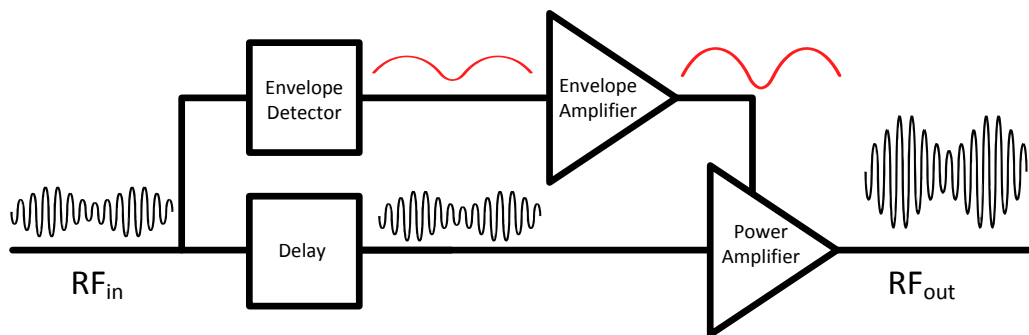 Envelope
Detector
Envelope
Amplifier
Delay
Power
Amplifier
RFin
RFout